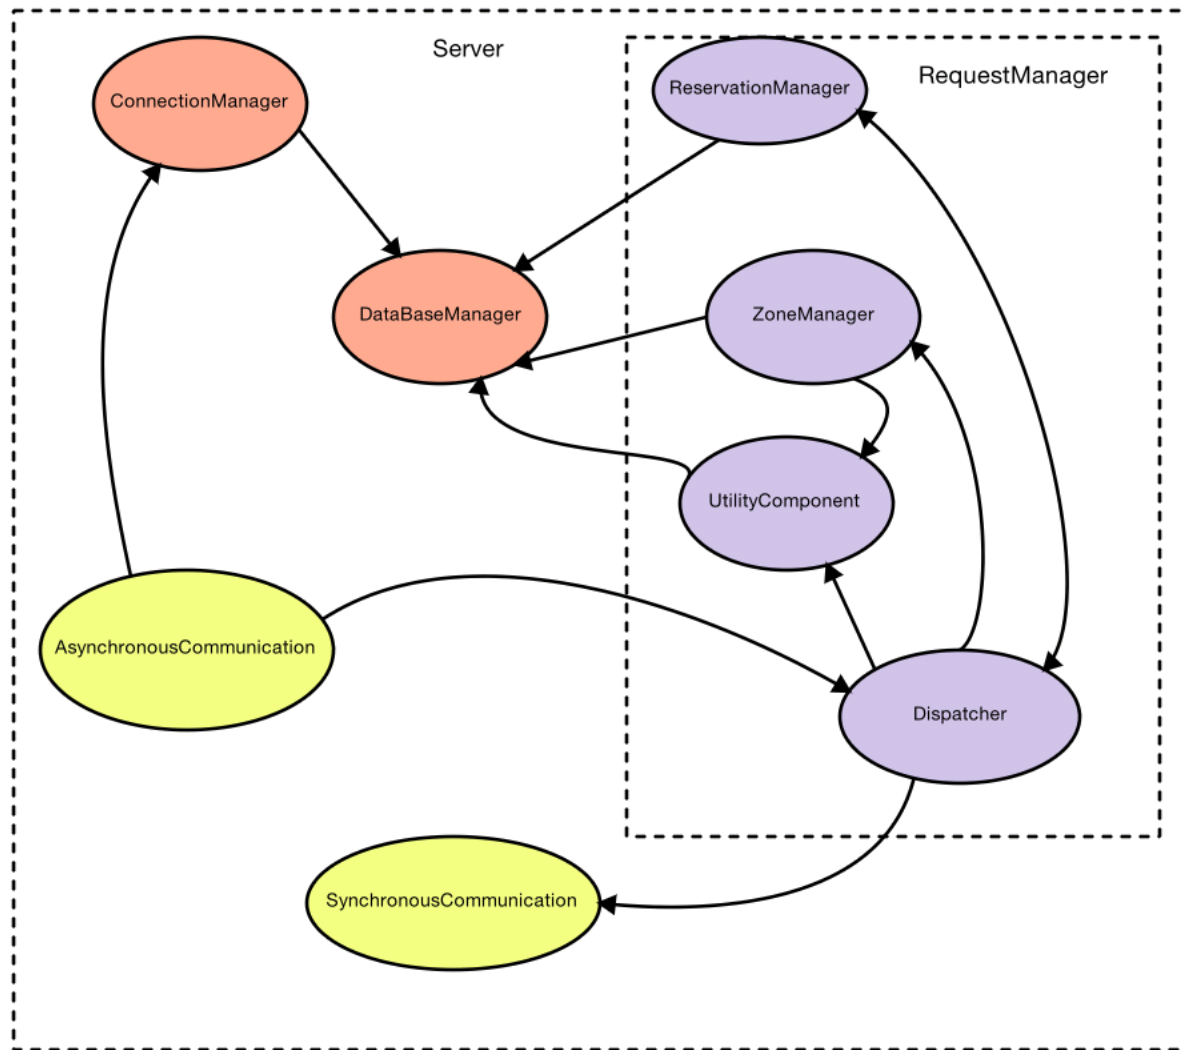 Server
RequestManager
ConnectionManager
ReservationManager
DataBaseManager
ZoneManager
UtilityComponent
AsynchronousCommunication
Dispatcher
SynchronousCommunication